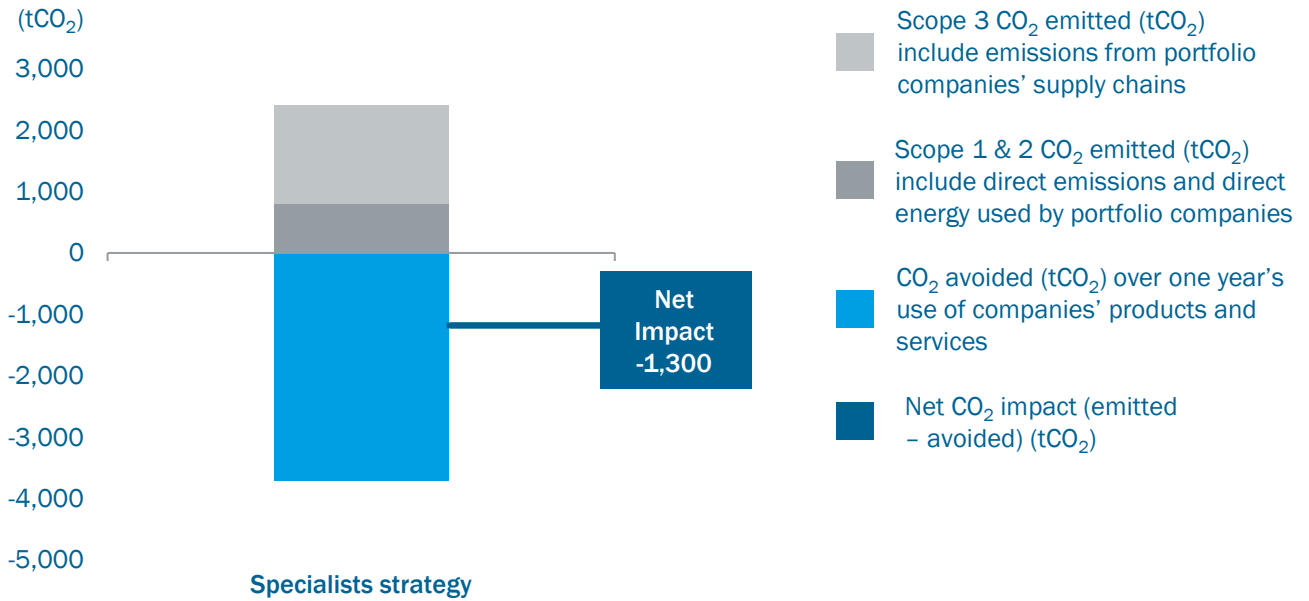 (tCO₂)
3,000
2,000
1,000
0
-1,000
-2,000
-3,000
-4,000
-5,000
Specialists strategy
Net
Impact
-1,300
Scope 3 CO₂ emitted (tCO₂)
include emissions from portfolio
companies’ supply chains
Scope 1 & 2 CO₂ emitted (tCO₂)
include direct emissions and direct
energy used by portfolio companies
CO₂ avoided (tCO₂) over one year’s
use of companies’ products and
services
Net CO₂ impact (emitted
– avoided) (tCO₂)